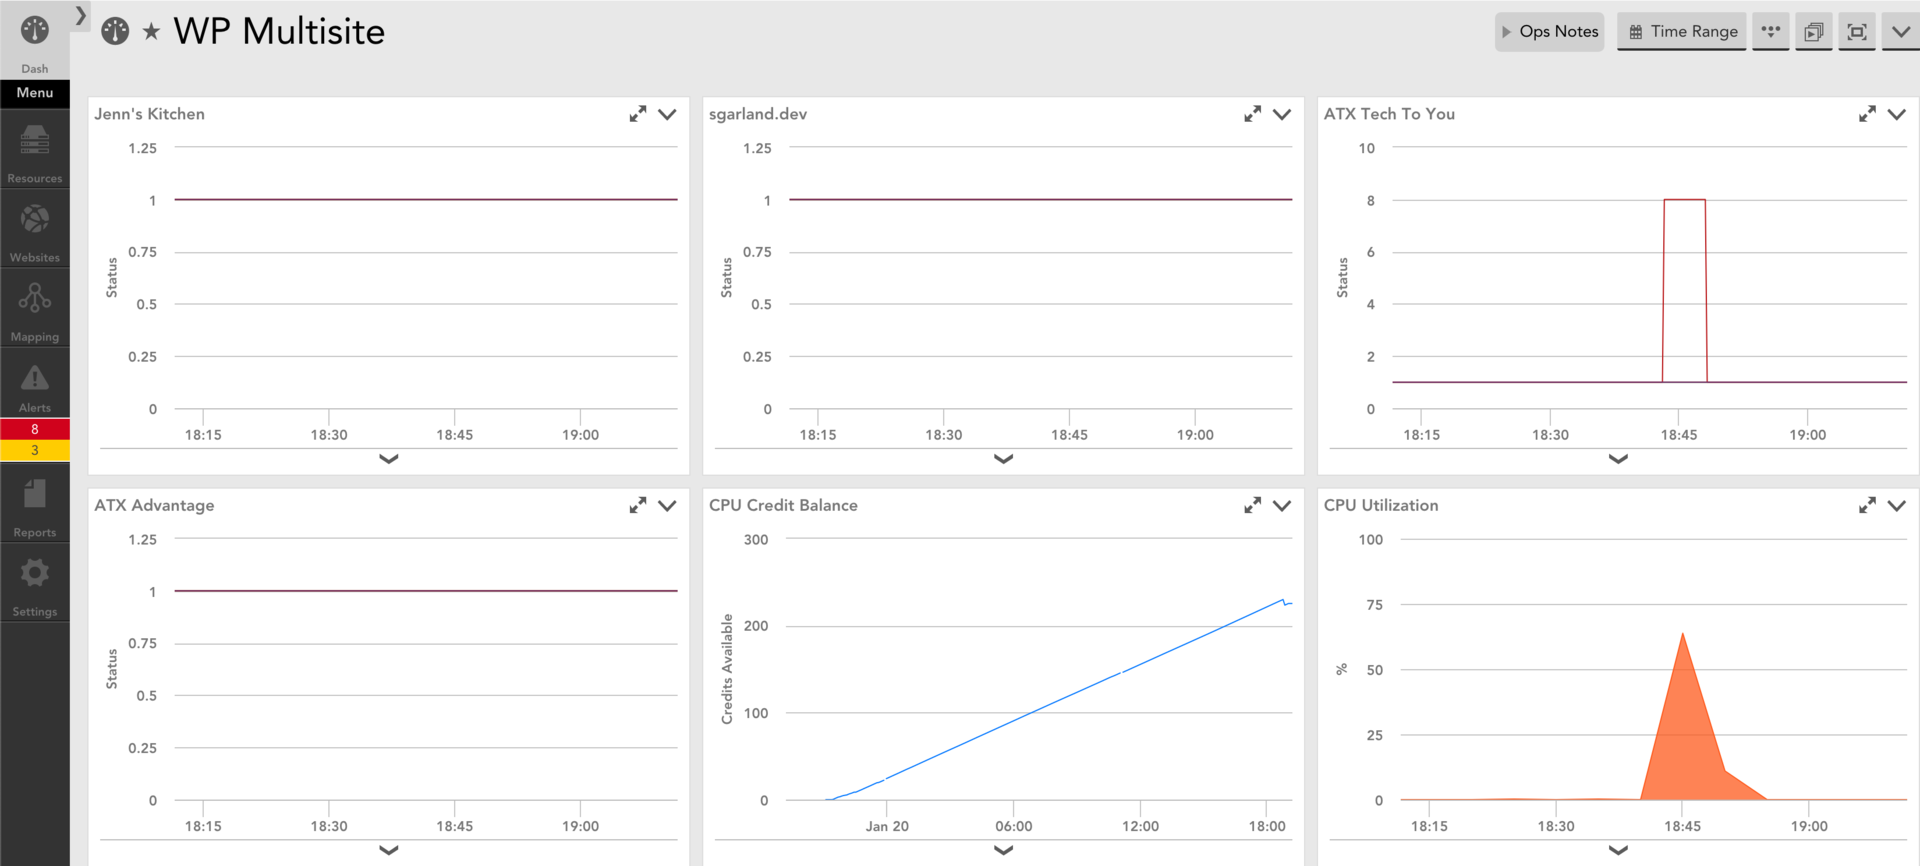 WP Multisite
Ops Notes
Time Range
Dash
Menu
Resources
Websites
Mapping
Alerts
8
3
Reports
Settings
Jenn's Kitchen
1.25
1
0.75
0.5
0.25
0
Status
18:15 18:30 18:45 19:00
sgarland.dev
1.25
1
0.75
0.5
0.25
0
Status
18:15 18:30 18:45 19:00
ATX Tech To You
10
8
6
4
2
0
Status
18:15 18:30 18:45 19:00
ATX Advantage
1.25
1
0.75
0.5
0.25
0
Status
18:15 18:30 18:45 19:00
CPU Credit Balance
300
200
100
0
Credits Available
Jan 20 06:00 12:00 18:00
CPU Utilization
100
75
50
25
0
%
18:15 18:30 18:45 19:00